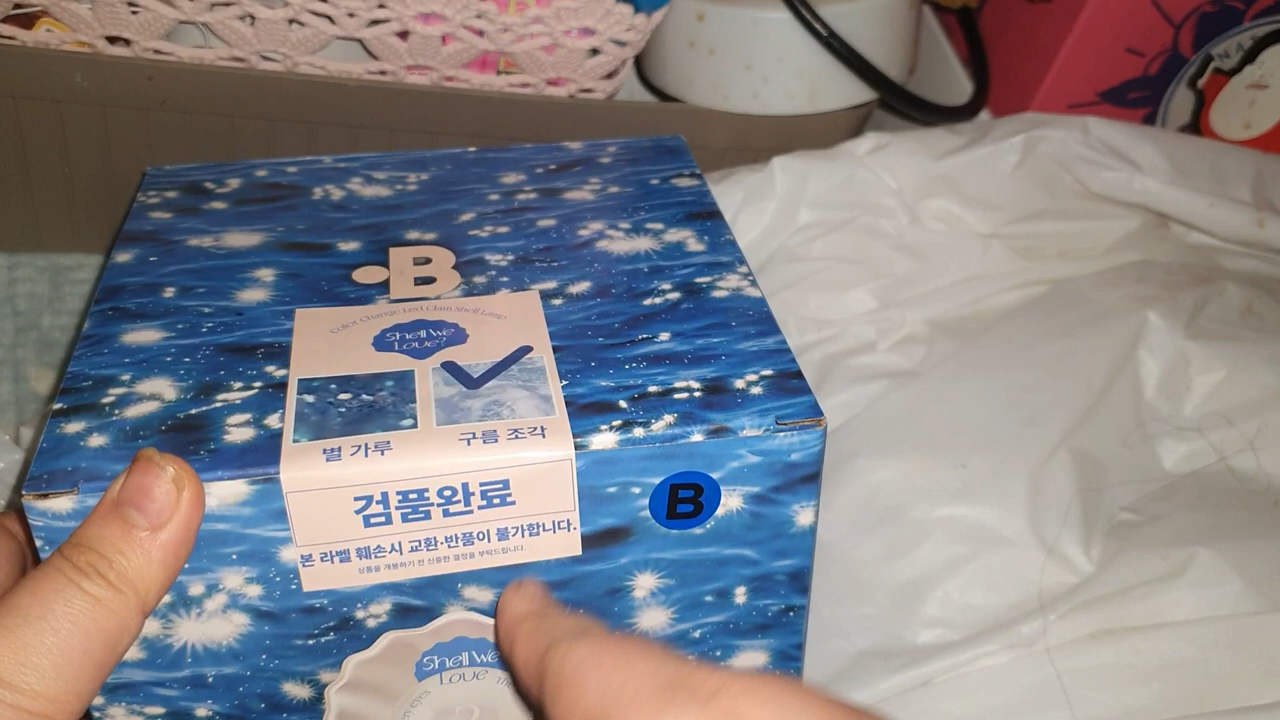 B
Color Change Led Clam Shell Lamp
Shell We
Love?
별 가루
구름 조각
검품완료
본 라벨 훼손시 교환·반품이 불가합니다.
상품을 개봉하기 전 신중한 결정을 부탁드립니다.
B
Shell We
Love
eyes
NAT